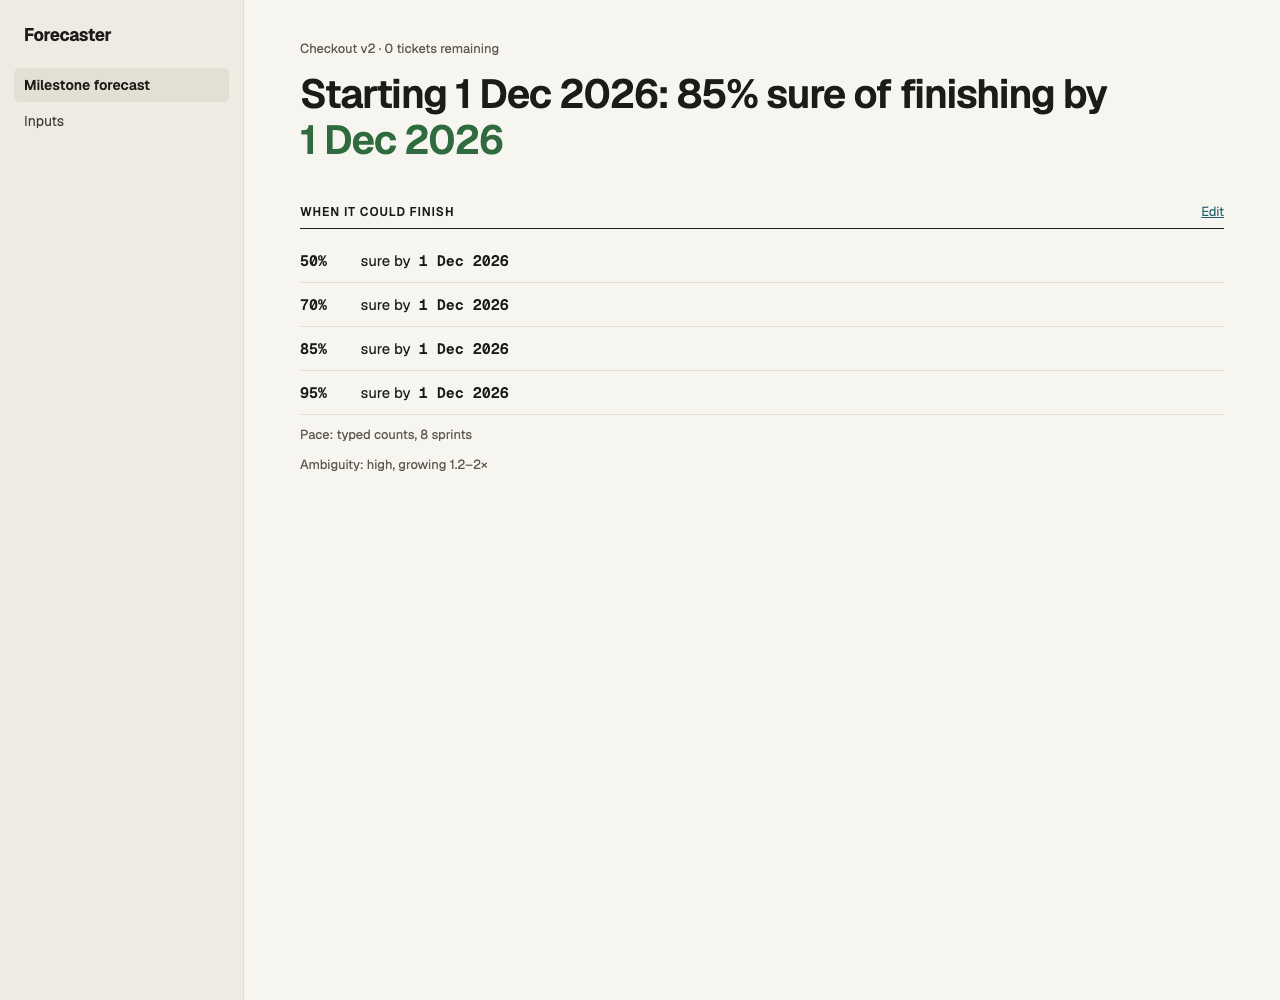 Forecaster
Milestone forecast
Inputs
Checkout v2 · 0 tickets remaining
Starting 1 Dec 2026: 85% sure of finishing by
1 Dec 2026
WHEN IT COULD FINISH
Edit
50% sure by 1 Dec 2026
70% sure by 1 Dec 2026
85% sure by 1 Dec 2026
95% sure by 1 Dec 2026
Pace: typed counts, 8 sprints
Ambiguity: high, growing 1.2–2×